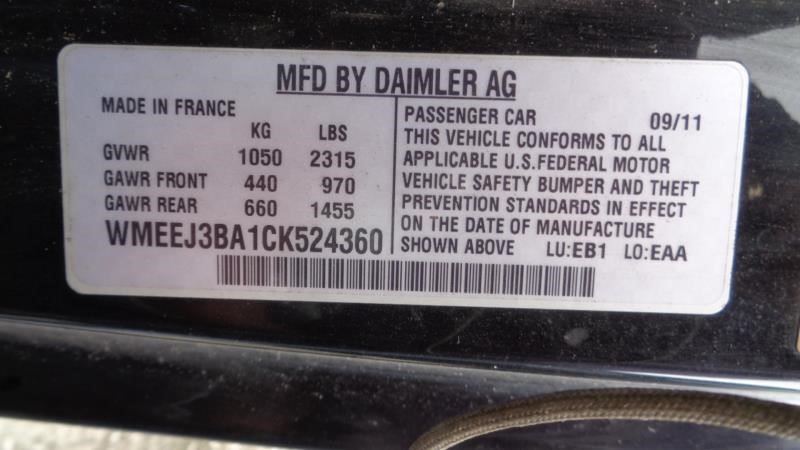 MFD BY DAIMLER AG
MADE IN FRANCE
KG LBS
GVWR 1050 2315
GAWR FRONT 440 970
GAWR REAR 660 1455
WMEEJ3BA1CK524360
PASSENGER CAR 09/11
THIS VEHICLE CONFORMS TO ALL
APPLICABLE U.S.FEDERAL MOTOR
VEHICLE SAFETY BUMPER AND THEFT
PREVENTION STANDARDS IN EFFECT
ON THE DATE OF MANUFACTURE
SHOWN ABOVE LU:EB1 LO:EAA